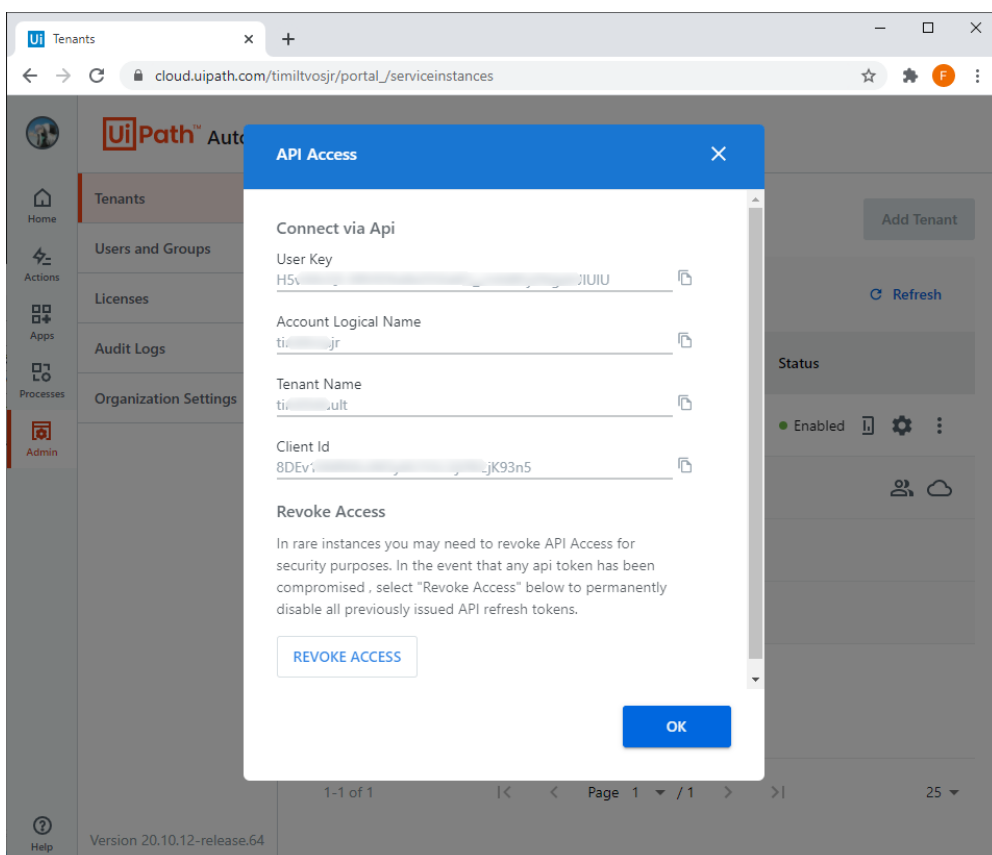 Ui Tenants
cloud.uipath.com/timiltvosjr/portal_/serviceinstances
F
UiPath™ Auto
Home
Actions
Apps
Processes
Admin
Help
Tenants
Users and Groups
Licenses
Audit Logs
Organization Settings
Version 20.10.12-release.64
API Access
Connect via Api
User Key
Account Logical Name
Tenant Name
Client Id
Revoke Access
In rare instances you may need to revoke API Access for
security purposes. In the event that any api token has been
compromised , select "Revoke Access" below to permanently
disable all previously issued API refresh tokens.
REVOKE ACCESS
OK
Add Tenant
Refresh
Status
Enabled
1-1 of 1
Page 1 / 1
25